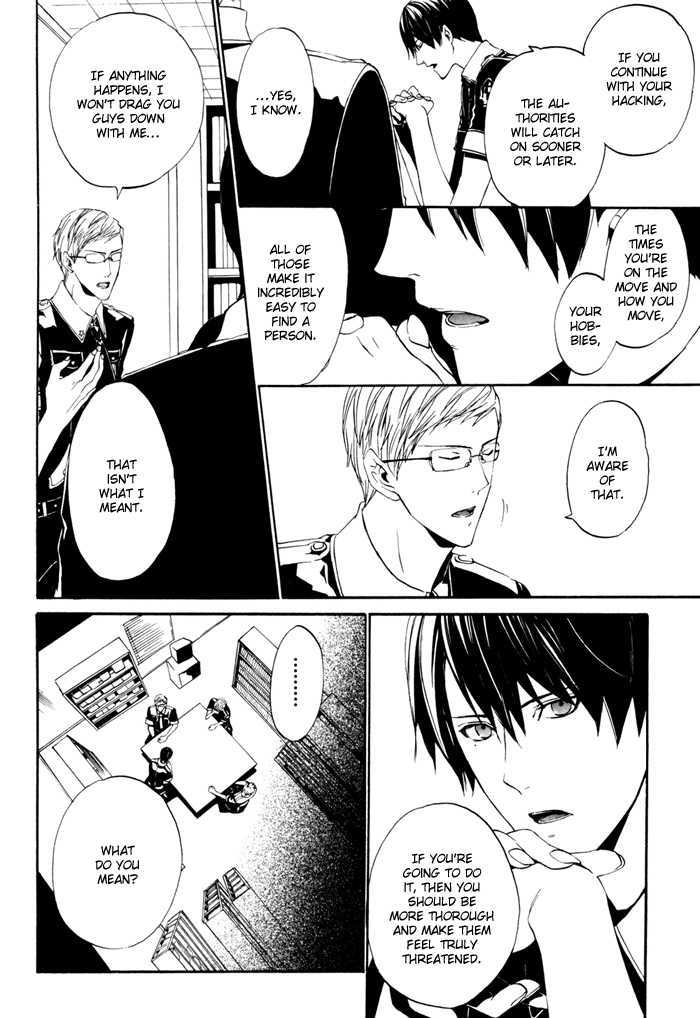 IF YOU
CONTINUE
WITH YOUR
HACKING,
THE AU-
THORITIES
WILL CATCH
ON SOONER
OR LATER.
...YES,
I KNOW.
IF ANYTHING
HAPPENS, I
WON'T DRAG YOU
GUYS DOWN
WITH ME...
THE
TIMES
YOU'RE
ON THE
MOVE AND
HOW YOU
MOVE,
YOUR
HOB-
BIES,
ALL OF
THOSE
MAKE IT
INCREDIBLY
EASY TO
FIND A
PERSON.
I'M
AWARE OF
THAT.
THAT
ISN'T
WHAT I
MEANT.
IF YOU'RE
GOING TO DO
IT, THEN YOU
SHOULD BE
MORE THOROUGH
AND MAKE THEM
FEEL TRULY
THREATENED.
.........
WHAT
DO YOU
MEAN?